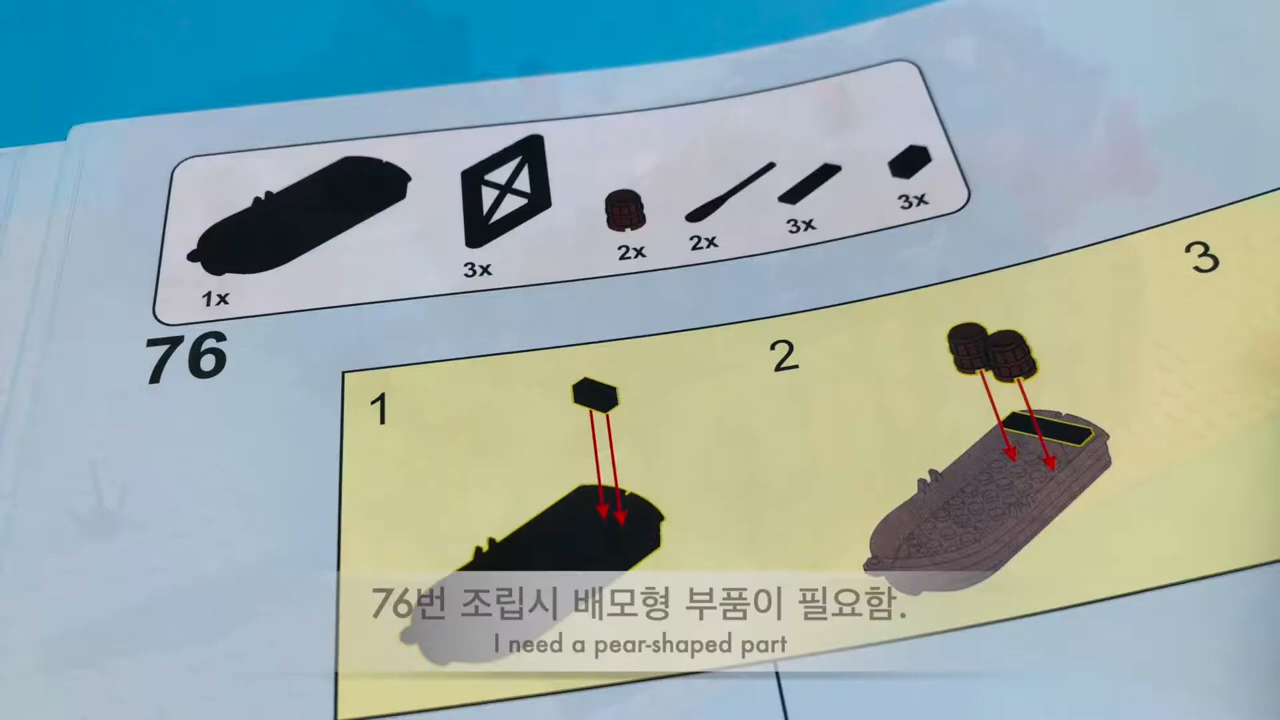 1x
3x
2x
2x
3x
3x
76
1
2
3
76번 조립시 배모형 부품이 필요함.
I need a pear-shaped part